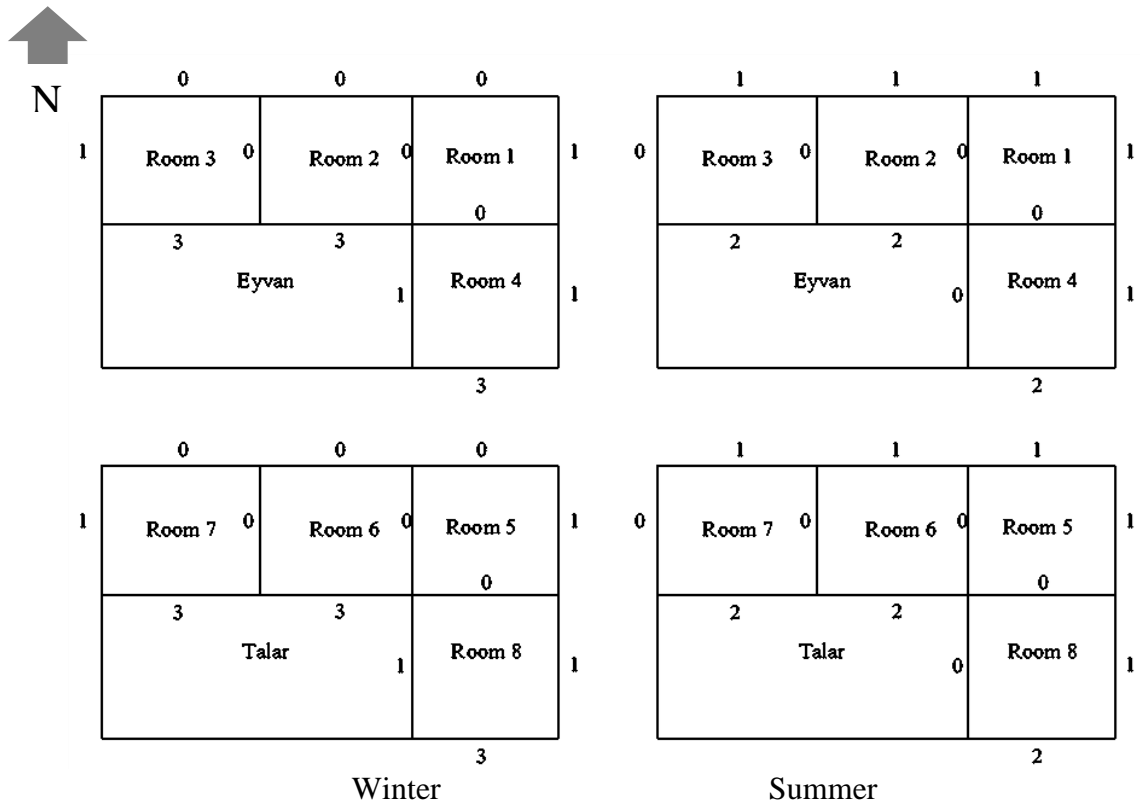 N
0 0 0 1 1 1
1 Room 3 0 Room 2 0 Room 1 1 0 Room 3 0 Room 2 0 Room 1 1
0 0
3 3 2 2
Eyvan 1 Room 4 1 Eyvan 0 Room 4 1
3 2
0 0 0 1 1 1
1 Room 7 0 Room 6 0 Room 5 1 0 Room 7 0 Room 6 0 Room 5 1
0 0
3 3 2 2
Talar 1 Room 8 1 Talar 0 Room 8 1
3 2
Winter Summer